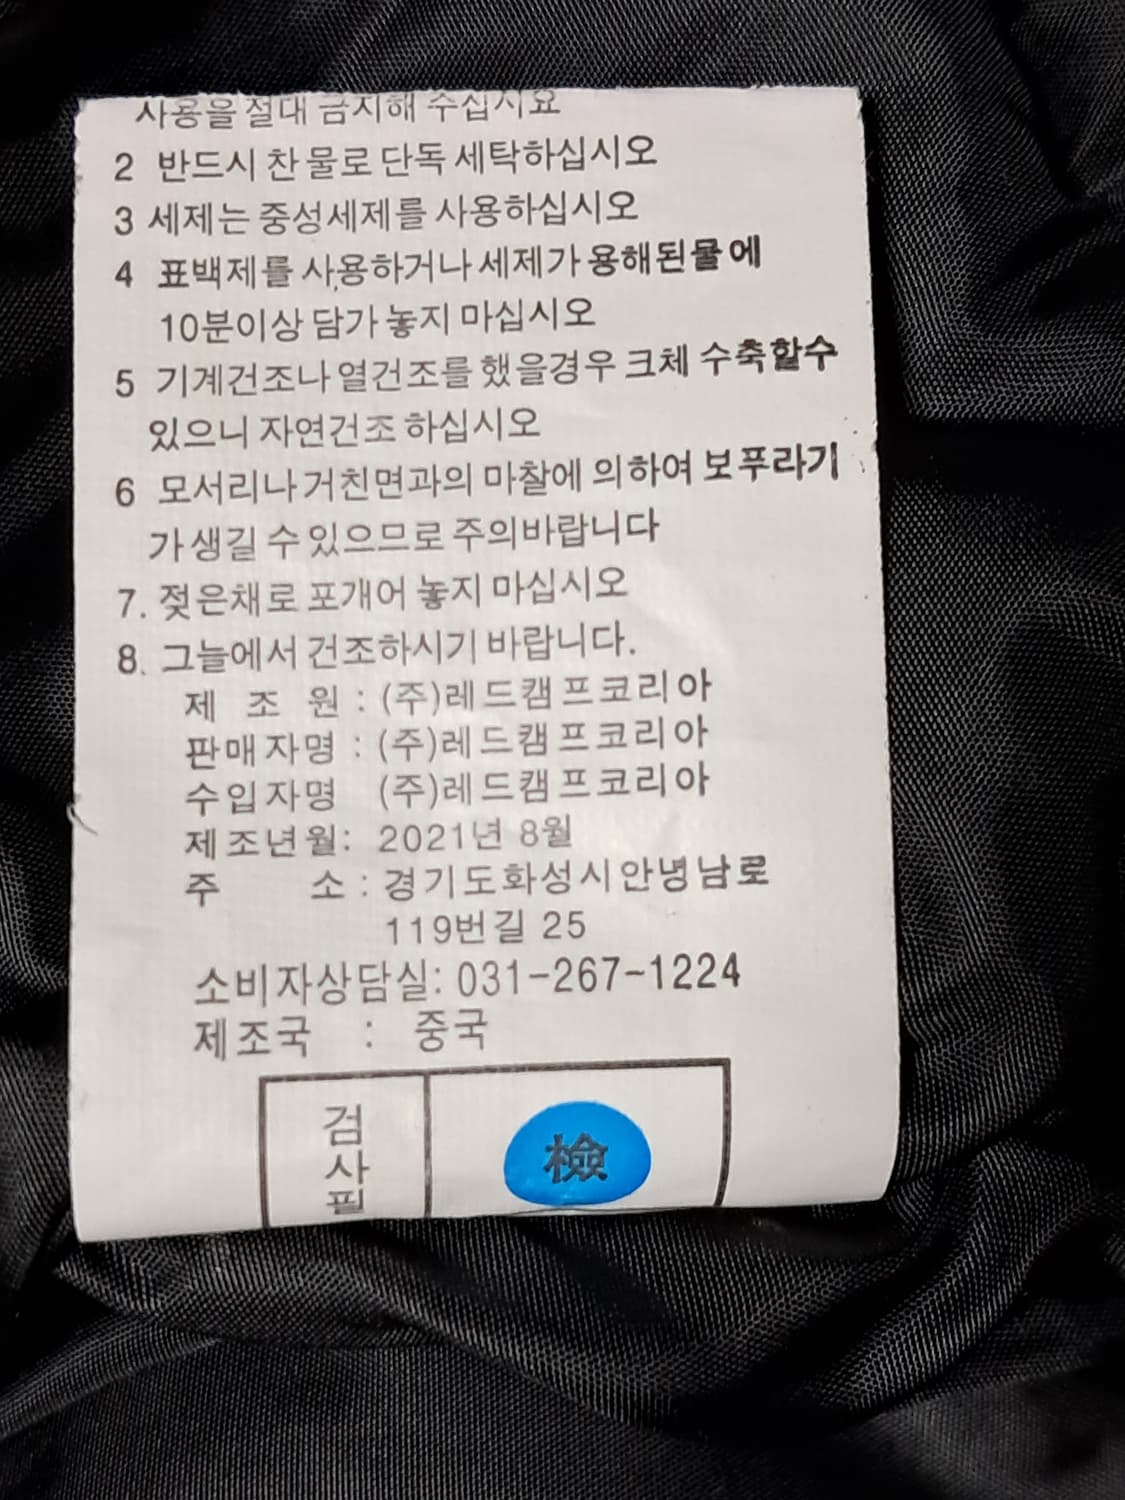 사용을 절대 금지해 주십시요
2 반드시 찬 물로 단독 세탁하십시오
3 세제는 중성세제를 사용하십시오
4 표백제를 사용하거나 세제가 용해된물에
10분이상 담가 놓지 마십시오
5 기계건조나 열건조를 했을경우 크체 수축할수
있으니 자연건조 하십시오
6 모서리나 거친면과의 마찰에 의하여 보푸라기
가 생길 수 있으므로 주의바랍니다
7. 젖은채로 포개어 놓지 마십시오
8. 그늘에서 건조하시기 바랍니다.
제 조 원 : (주)레드캠프코리아
판매자명 : (주)레드캠프코리아
수입자명 (주)레드캠프코리아
제조년월: 2021년 8월
주 소 : 경기도화성시안녕남로
119번길 25
소비자상담실: 031-267-1224
제조국 : 중국
검사필
檢